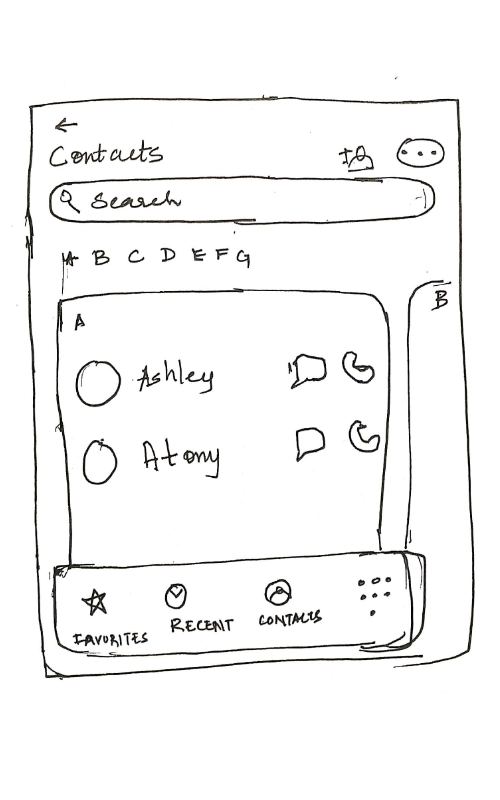 Contacts
Search
A B C D E F G
A
B
Ashley
Atony
FAVORITES RECENT CONTACTS